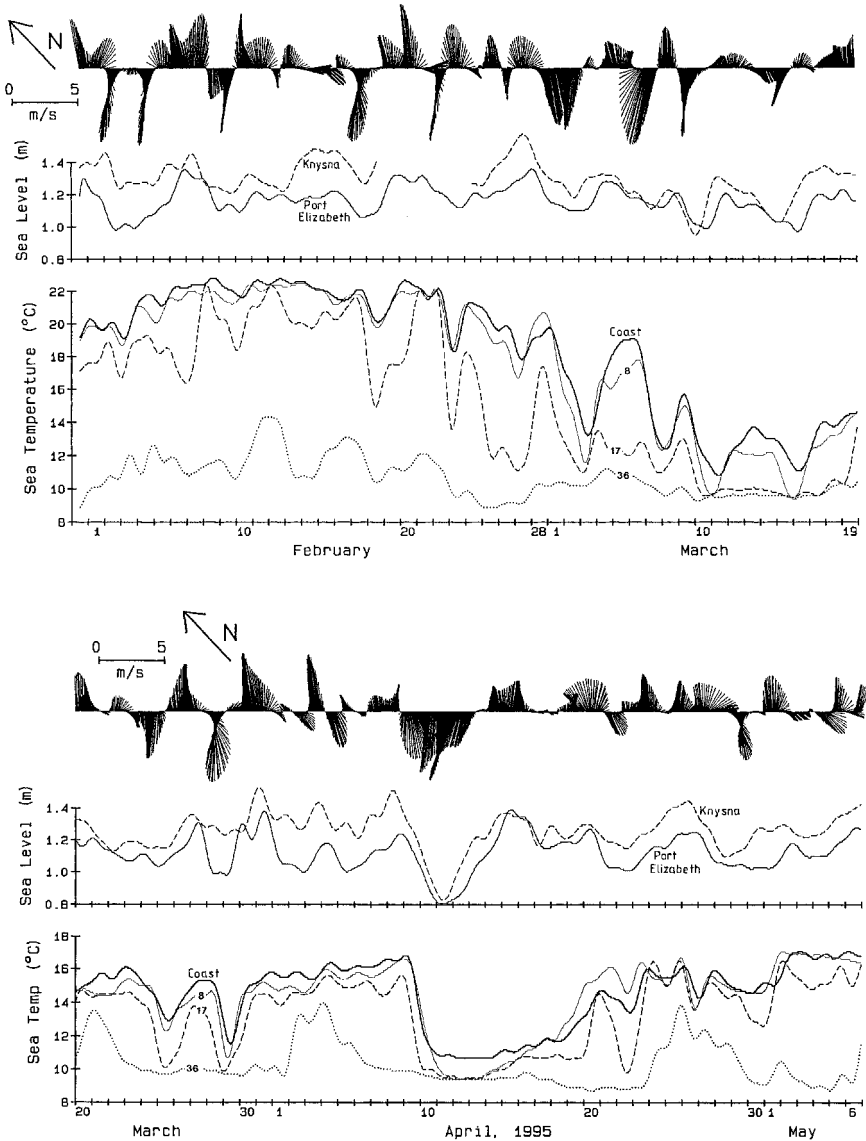 N
0 5
m/s
Sea Level (m)
1.4
1.2
1.0
0.8
Knysna
Port
Elizabeth
Sea Temperature (°C)
22
20
18
16
14
12
10
8
Coast
8
17
36
1 10 20 28 1 10 19
February March
N
0 5
m/s
Sea Level (m)
1.4
1.2
1.0
0.8
Knysna
Port
Elizabeth
Sea Temp (°C)
18
16
14
12
10
8
Coast
8
17
36
20 30 1 10 20 30 1 6
March April, 1995 May